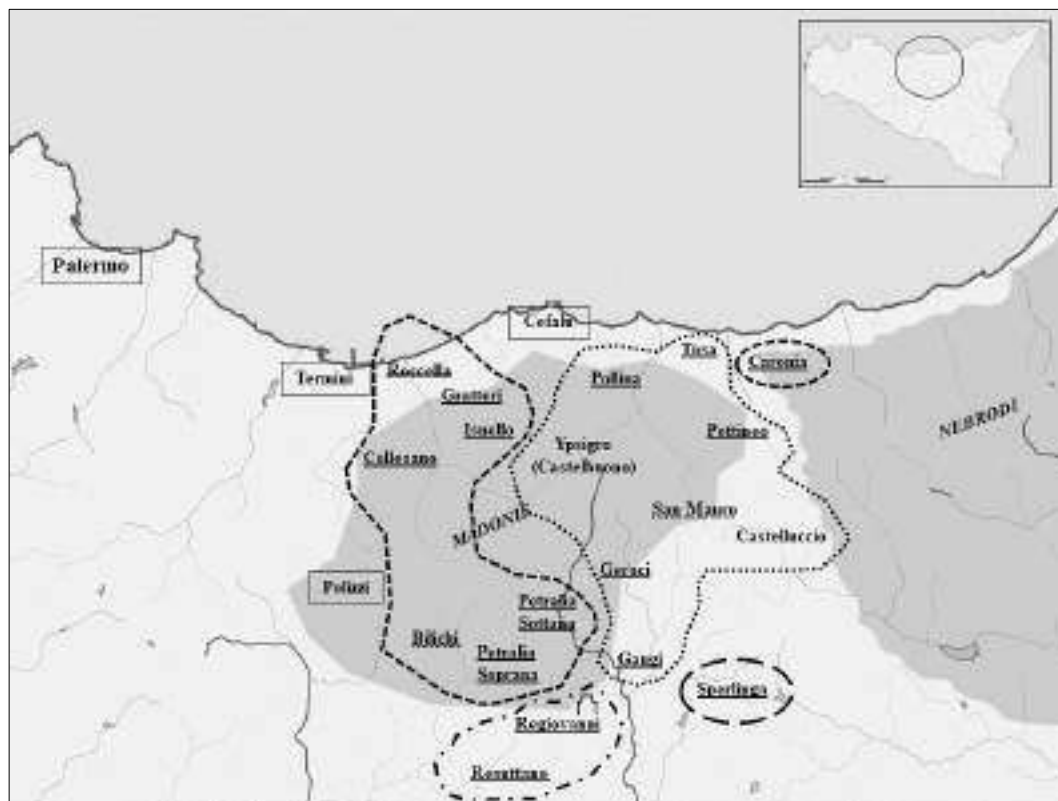 Palermo
Cefalù
Termini
Roccella
Tusa
Caronia
Gratteri
Pollina
Isnello
NEBRODI
Collesano
Pettineo
Ypsigro
(Castelbuono)
MADONIE
San Mauro
Castelluccio
Geraci
Polizzi
Petralia
Sottana
Bilichi
Petralia
Soprana
Gangi
Sperlinga
Regiovanni
Resuttano